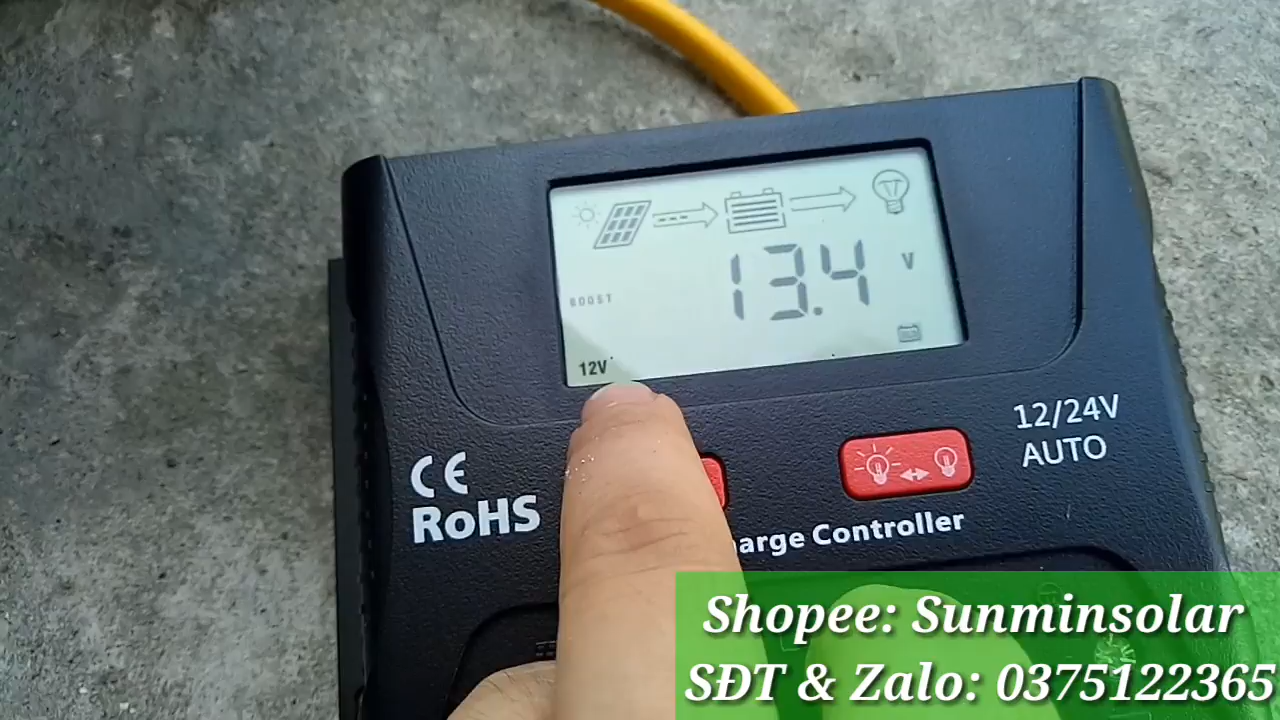 13.4 V
BOOST
12V
12/24V
AUTO
CE
RoHS
arge Controller
Shopee: Sunminsolar
SĐT & Zalo: 0375122365